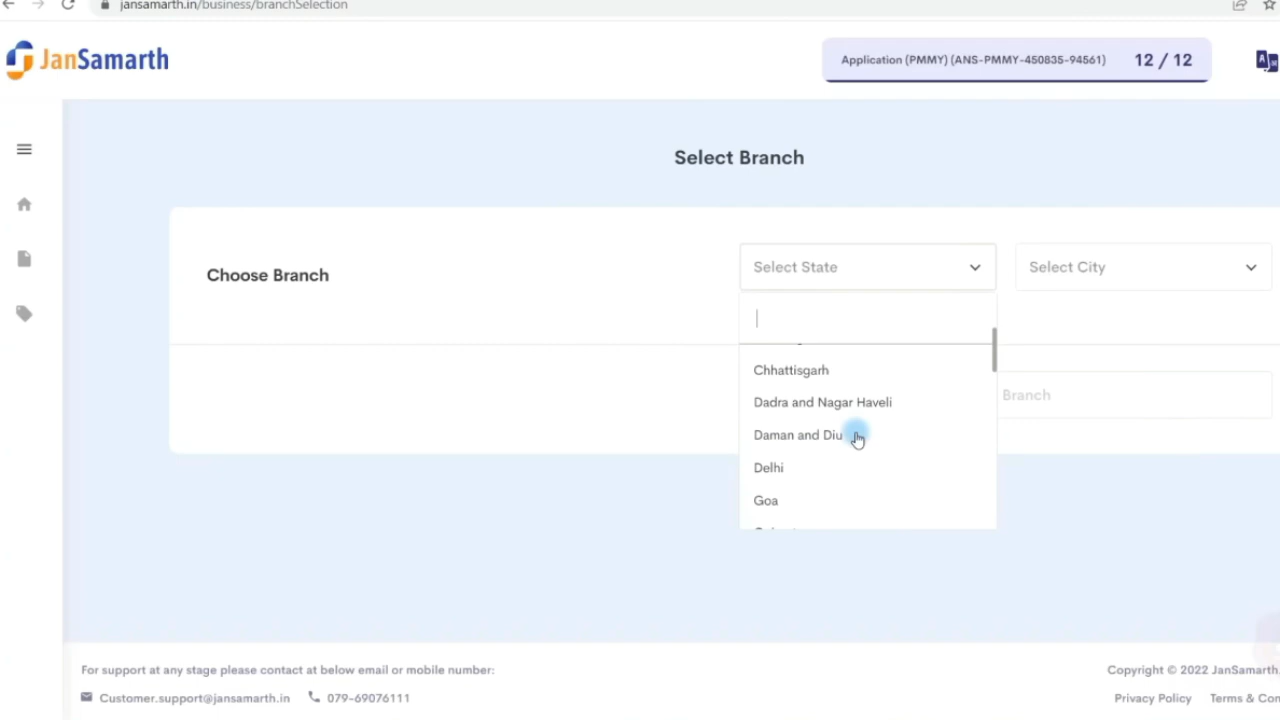 jansamarth.in/business/branchSelection
JanSamarth
Application (PMMY) (ANS-PMMY-450835-94561) 12 / 12
Select Branch
Choose Branch
Select State
Select City
Chhattisgarh
Dadra and Nagar Haveli
Branch
Daman and Diu
Delhi
Goa
For support at any stage please contact at below email or mobile number:
Copyright © 2022 JanSamarth.
Customer.support@jansamarth.in 079-69076111
Privacy Policy Terms & Con